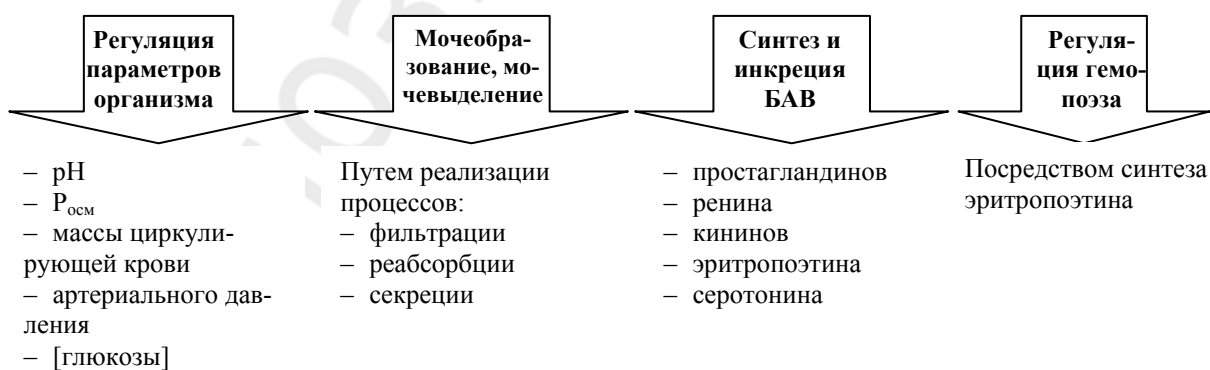 Регуляция
параметров
организма
– pH
– Pосм
– массы циркули-
рующей крови
– артериального дав-
ления
– [глюкозы]
Мочеобра-
зование, мо-
чевыделение
Путем реализации
процессов:
– фильтрации
– реабсорбции
– секреции
Синтез и
инкреция
БАВ
– простагландинов
– ренина
– кининов
– эритропоэтина
– серотонина
Регуля-
ция гемо-
поэза
Посредством синтеза
эритропоэтина